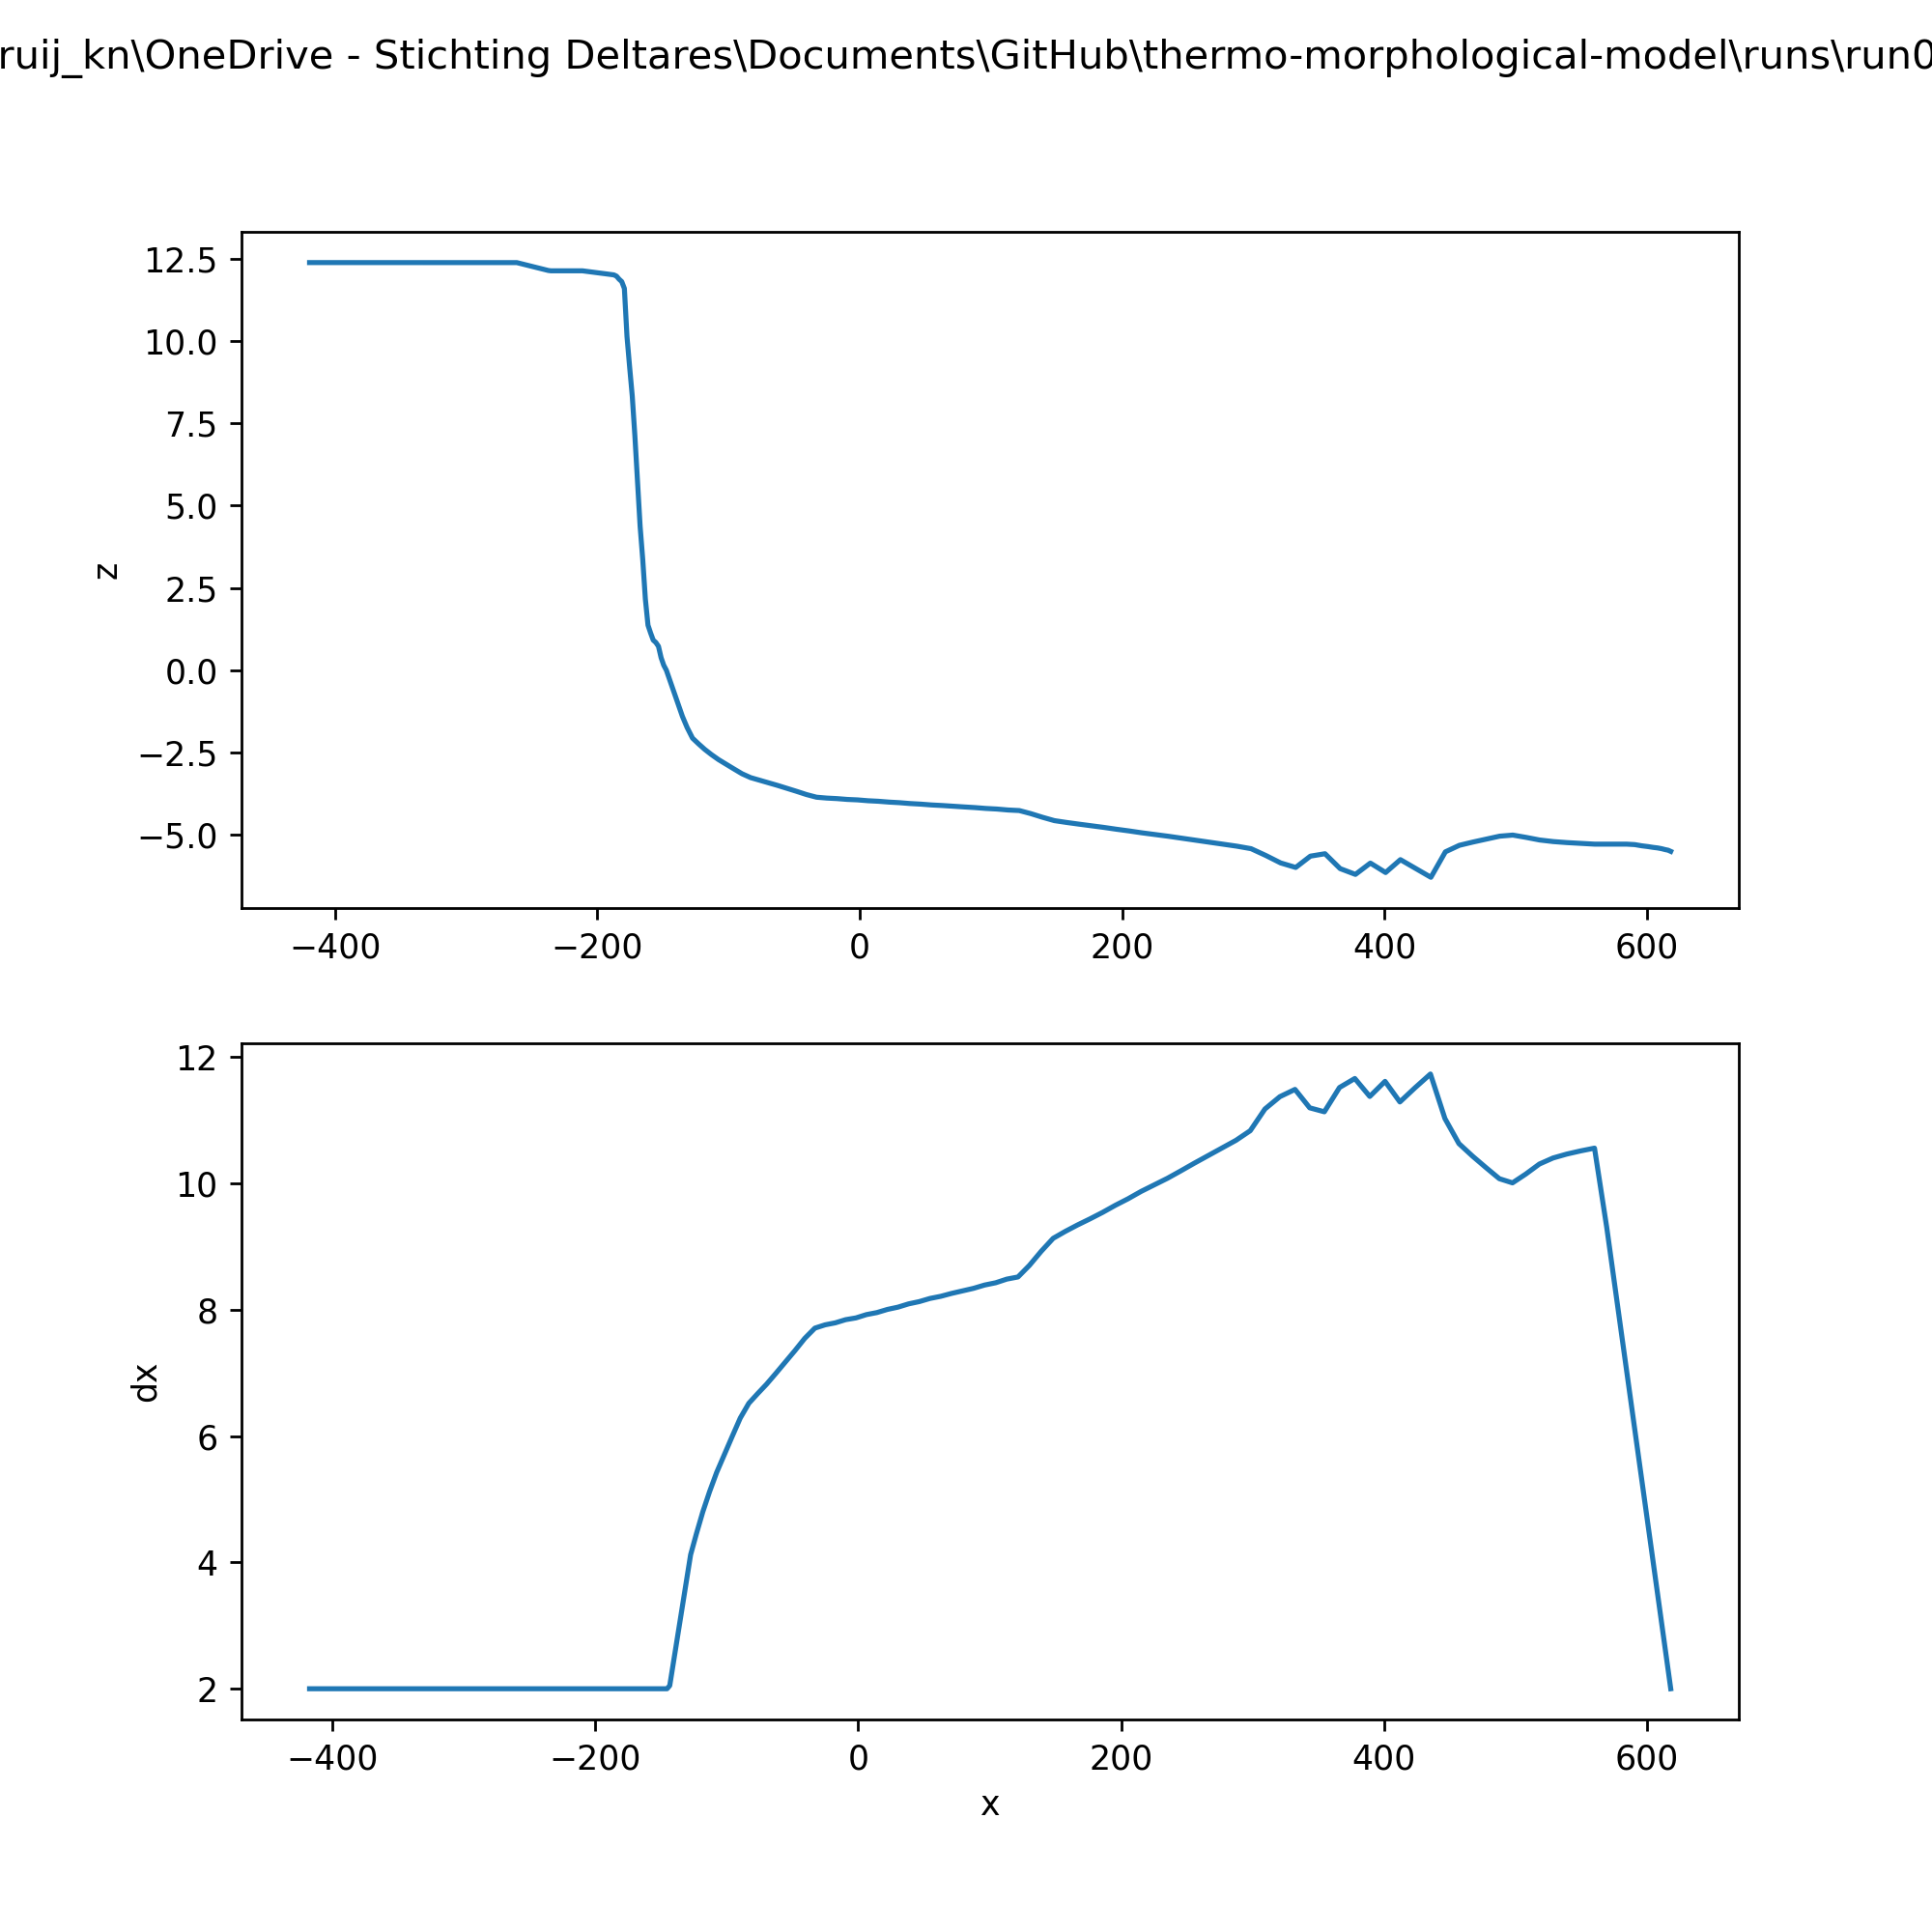 ruij_kn\OneDrive - Stichting Deltares\Documents\GitHub\thermo-morphological-model\runs\run0
12.5
10.0
7.5
5.0
2.5
0.0
−2.5
−5.0
z
−400 −200 0 200 400 600
12
10
8
6
4
2
dx
−400 −200 0 200 400 600
x